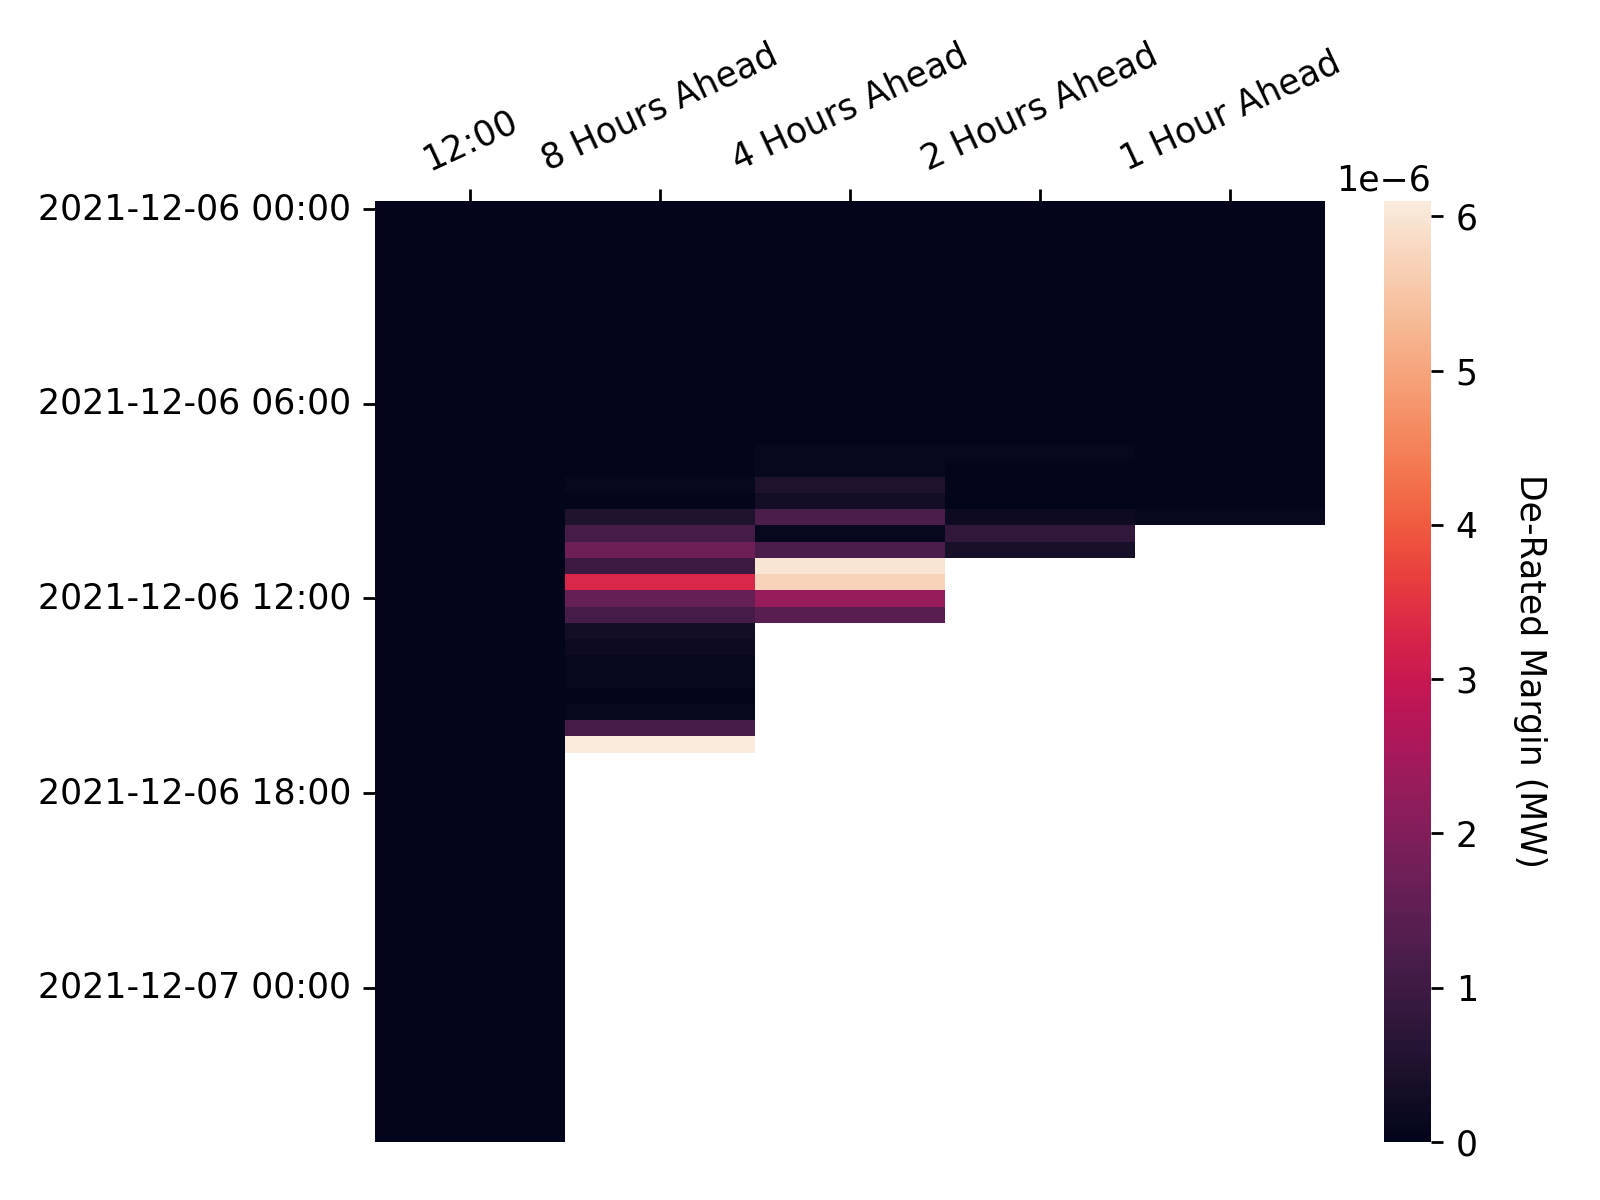 12:00
8 Hours Ahead
4 Hours Ahead
2 Hours Ahead
1 Hour Ahead
1e−6
2021-12-06 00:00
2021-12-06 06:00
2021-12-06 12:00
2021-12-06 18:00
2021-12-07 00:00
6
5
4
3
2
1
0
De-Rated Margin (MW)